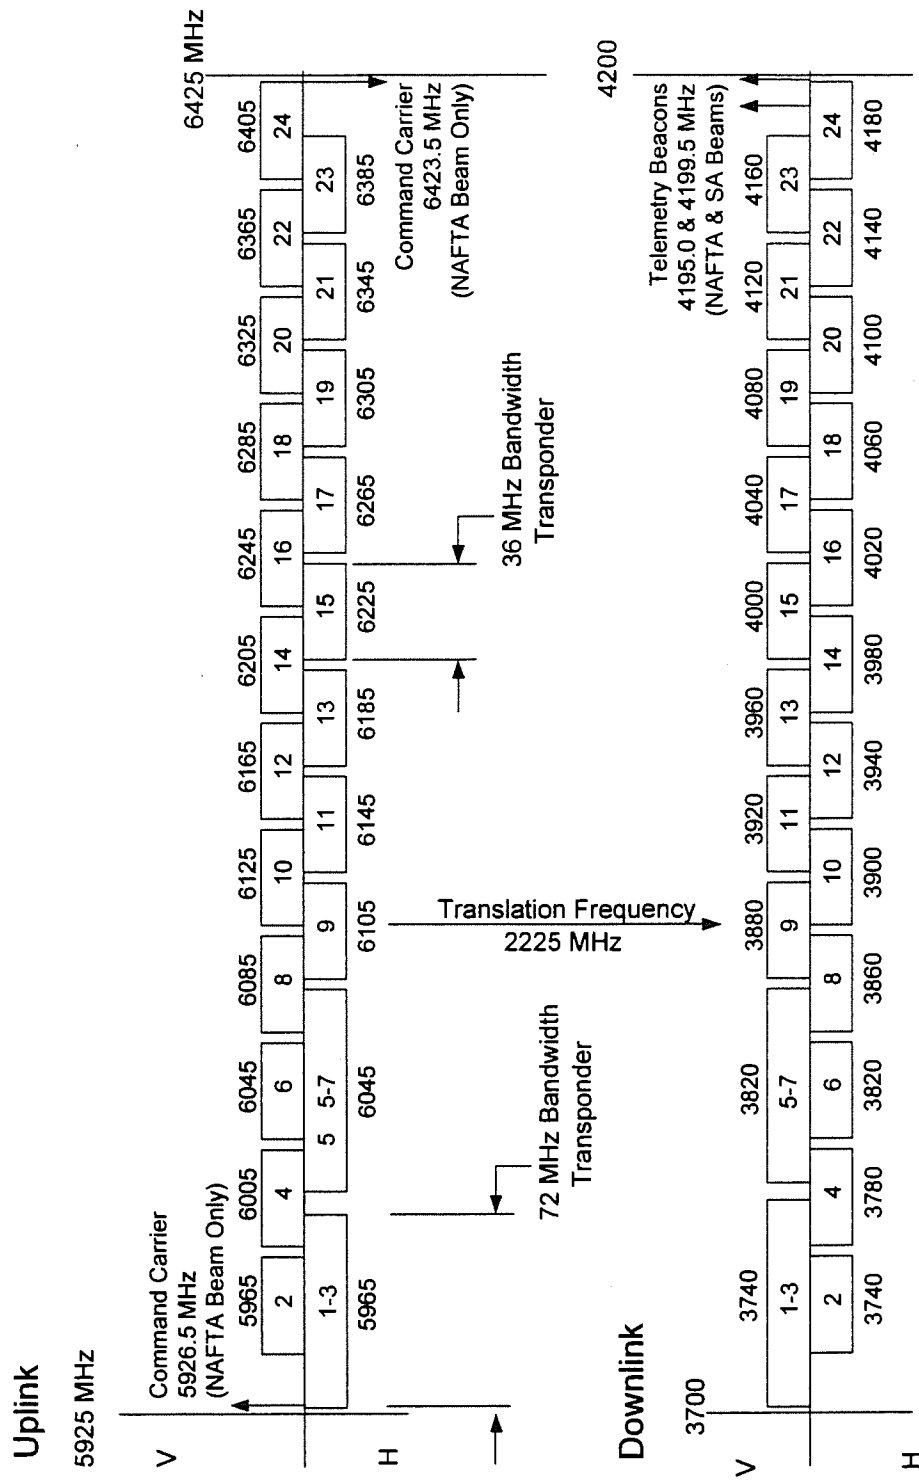 Uplink
5925 MHz
6425 MHz
Command Carrier
5926.5 MHz
(NAFTA Beam Only)
V
5965 6005 6045 6085 6125 6165 6205 6245 6285 6325 6365 6405
2 4 6 8 10 12 14 16 18 20 22 24
1-3 5 5-7 9 11 13 15 17 19 21 23
H
5965 6045 6105 6145 6185 6225 6265 6305 6345 6385
Command Carrier
6423.5 MHz
(NAFTA Beam Only)
72 MHz Bandwidth
Transponder
36 MHz Bandwidth
Transponder
Translation Frequency
2225 MHz
Downlink
3700
4200
Telemetry Beacons
4195.0 & 4199.5 MHz
(NAFTA & SA Beams)
V
3740 3820 3880 3920 3960 4000 4040 4080 4120 4160
1-3 5-7 9 11 13 15 17 19 21 23
2 4 6 8 10 12 14 16 18 20 22 24
H
3740 3780 3820 3860 3900 3940 3980 4020 4060 4100 4140 4180